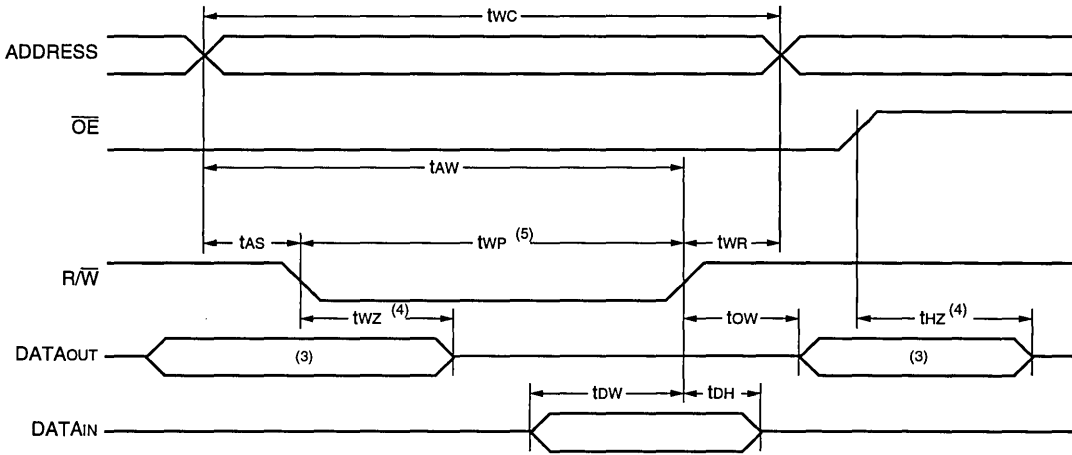 tWC
ADDRESS
OE
tAW
tAS
tWP (5)
tWR
R/W
tWZ (4)
tOW
tHZ (4)
DATAOUT
(3)
(3)
tDW
tDH
DATAIN